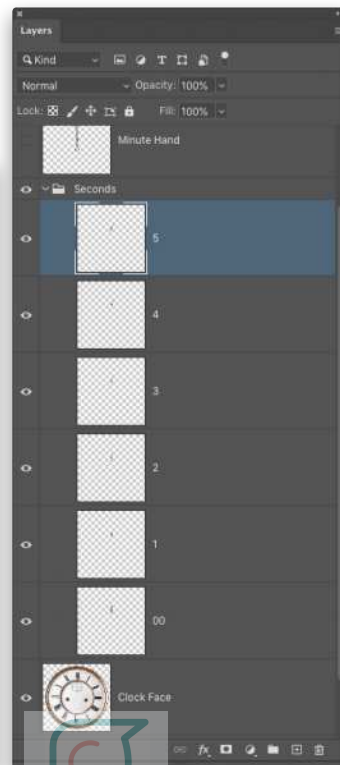 Layers
Kind
Normal Opacity: 100%
Lock: Fill: 100%
Minute Hand
Seconds
5
4
3
2
1
00
Clock Face
fx